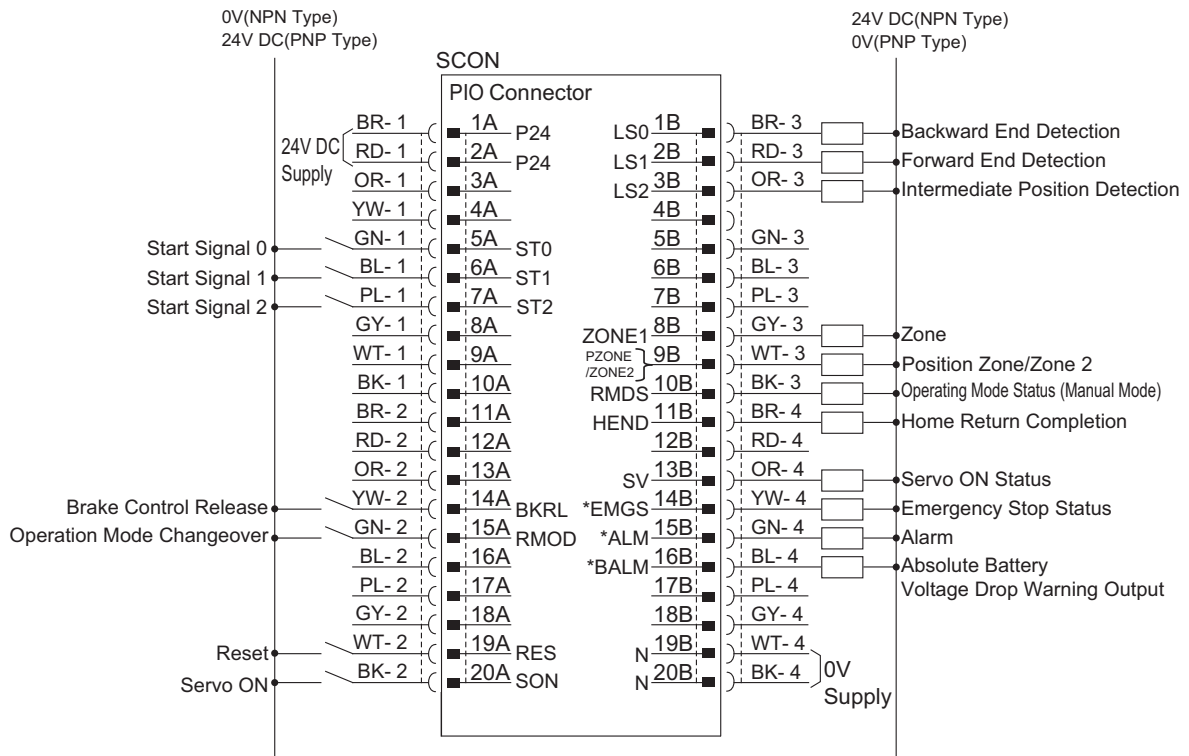 0V(NPN Type)
24V DC(PNP Type)
24V DC(NPN Type)
0V(PNP Type)
SCON
PIO Connector
24V DC
Supply
BR- 1 1A P24 LS0 1B BR- 3 Backward End Detection
RD- 1 2A P24 LS1 2B RD- 3 Forward End Detection
OR- 1 3A LS2 3B OR- 3 Intermediate Position Detection
YW- 1 4A 4B
Start Signal 0 GN- 1 5A ST0 5B GN- 3
Start Signal 1 BL- 1 6A ST1 6B BL- 3
Start Signal 2 PL- 1 7A ST2 7B PL- 3
GY- 1 8A ZONE1 8B GY- 3 Zone
WT- 1 9A PZONE /ZONE2 9B WT- 3 Position Zone/Zone 2
BK- 1 10A RMDS 10B BK- 3 Operating Mode Status (Manual Mode)
BR- 2 11A HEND 11B BR- 4 Home Return Completion
RD- 2 12A 12B RD- 4
OR- 2 13A SV 13B OR- 4 Servo ON Status
Brake Control Release YW- 2 14A BKRL *EMGS 14B YW- 4 Emergency Stop Status
Operation Mode Changeover GN- 2 15A RMOD *ALM 15B GN- 4 Alarm
BL- 2 16A *BALM 16B BL- 4 Absolute Battery
Voltage Drop Warning Output
PL- 2 17A 17B PL- 4
GY- 2 18A 18B GY- 4
Reset WT- 2 19A RES N 19B WT- 4
Servo ON BK- 2 20A SON N 20B BK- 4
0V
Supply